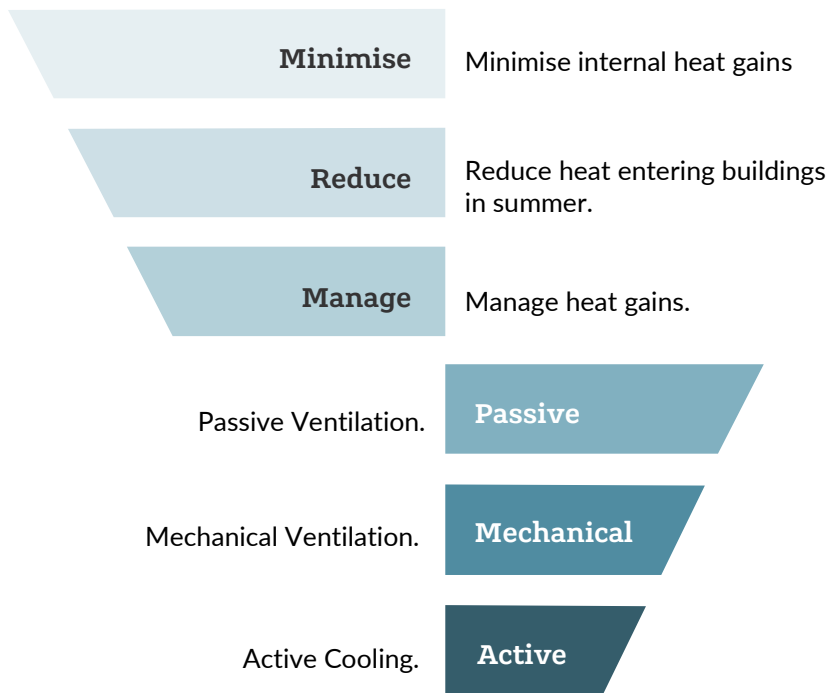 Minimise
Minimise internal heat gains
Reduce
Reduce heat entering buildings
in summer.
Manage
Manage heat gains.
Passive Ventilation.
Passive
Mechanical Ventilation.
Mechanical
Active Cooling.
Active